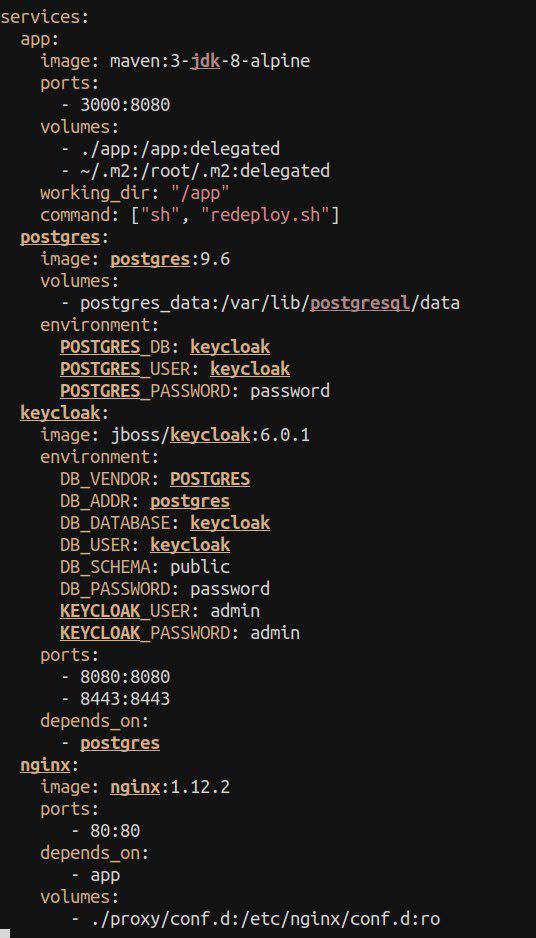 services:
  app:
    image: maven:3-jdk-8-alpine
    ports:
      - 3000:8080
    volumes:
      - ./app:/app:delegated
      - ~/.m2:/root/.m2:delegated
    working_dir: "/app"
    command: ["sh", "redeploy.sh"]
  postgres:
    image: postgres:9.6
    volumes:
      - postgres_data:/var/lib/postgresql/data
    environment:
      POSTGRES_DB: keycloak
      POSTGRES_USER: keycloak
      POSTGRES_PASSWORD: password
  keycloak:
    image: jboss/keycloak:6.0.1
    environment:
      DB_VENDOR: POSTGRES
      DB_ADDR: postgres
      DB_DATABASE: keycloak
      DB_USER: keycloak
      DB_SCHEMA: public
      DB_PASSWORD: password
      KEYCLOAK_USER: admin
      KEYCLOAK_PASSWORD: admin
    ports:
      - 8080:8080
      - 8443:8443
    depends_on:
      - postgres
  nginx:
    image: nginx:1.12.2
    ports:
       - 80:80
    depends_on:
       - app
    volumes:
       - ./proxy/conf.d:/etc/nginx/conf.d:ro